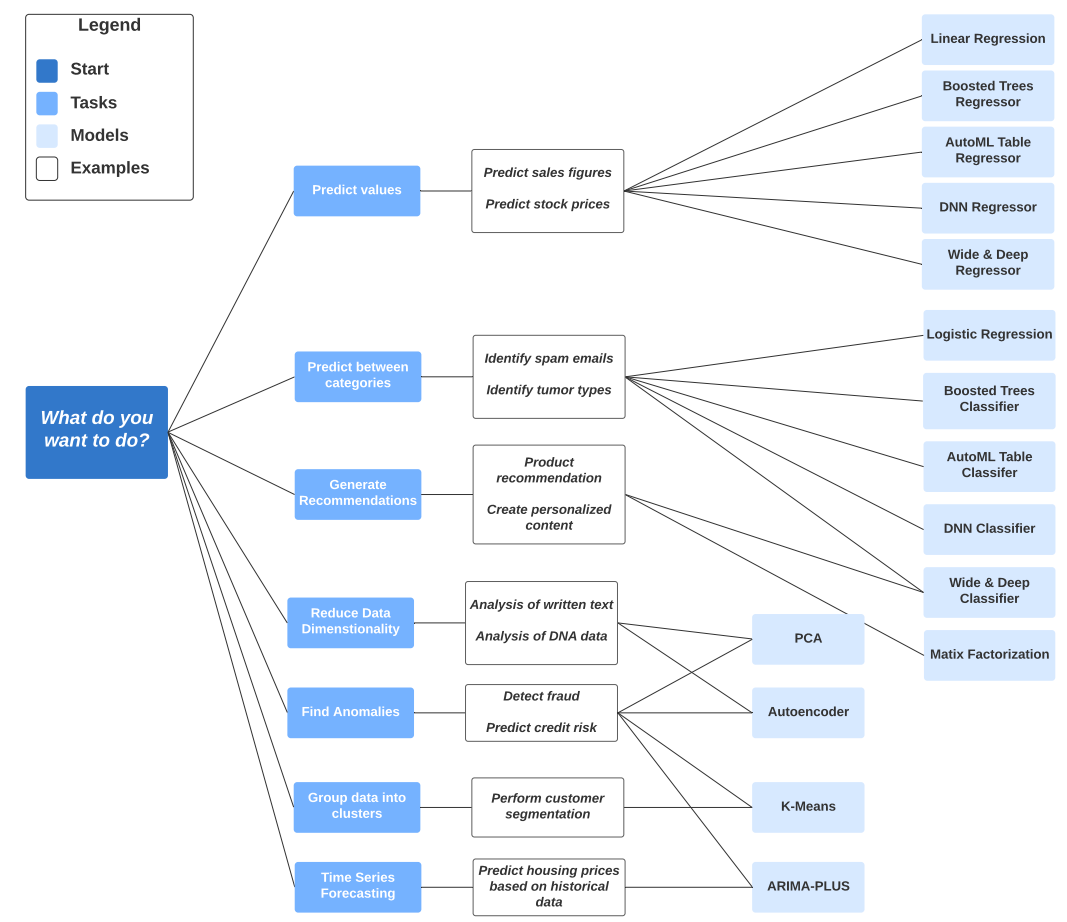 Legend
Start
Tasks
Models
Examples
What do you
want to do?
Predict values
Predict sales figures
Predict stock prices
Linear Regression
Boosted Trees
Regressor
AutoML Table
Regressor
DNN Regressor
Wide & Deep
Regressor
Predict between
categories
Identify spam emails
Identify tumor types
Logistic Regression
Boosted Trees
Classifier
AutoML Table
Classifer
DNN Classifier
Wide & Deep
Classifier
Generate
Recommendations
Product
recommendation
Create personalized
content
Matix Factorization
Reduce Data
Dimenstionality
Analysis of written text
Analysis of DNA data
PCA
Find Anomalies
Detect fraud
Predict credit risk
Autoencoder
Group data into
clusters
Perform customer
segmentation
K-Means
Time Series
Forecasting
Predict housing prices
based on historical
data
ARIMA-PLUS